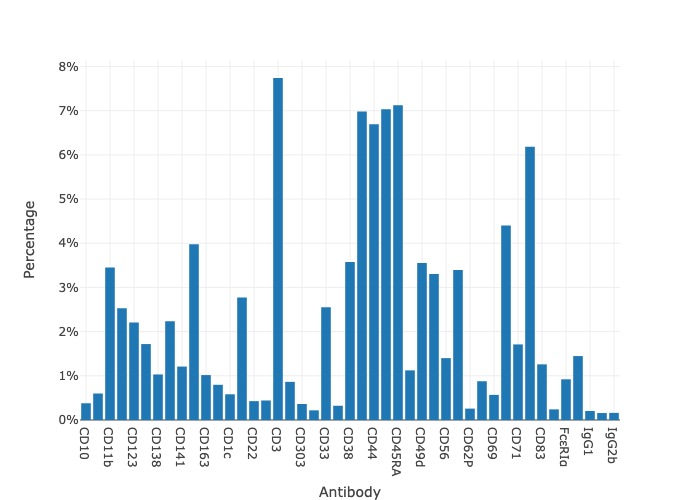 8%
7%
6%
5%
4%
3%
2%
1%
0%
Percentage
CD10
CD11b
CD123
CD138
CD141
CD163
CD1c
CD22
CD3
CD303
CD33
CD38
CD44
CD45RA
CD49d
CD56
CD62P
CD69
CD71
CD83
FcεRIα
IgG1
IgG2b
Antibody